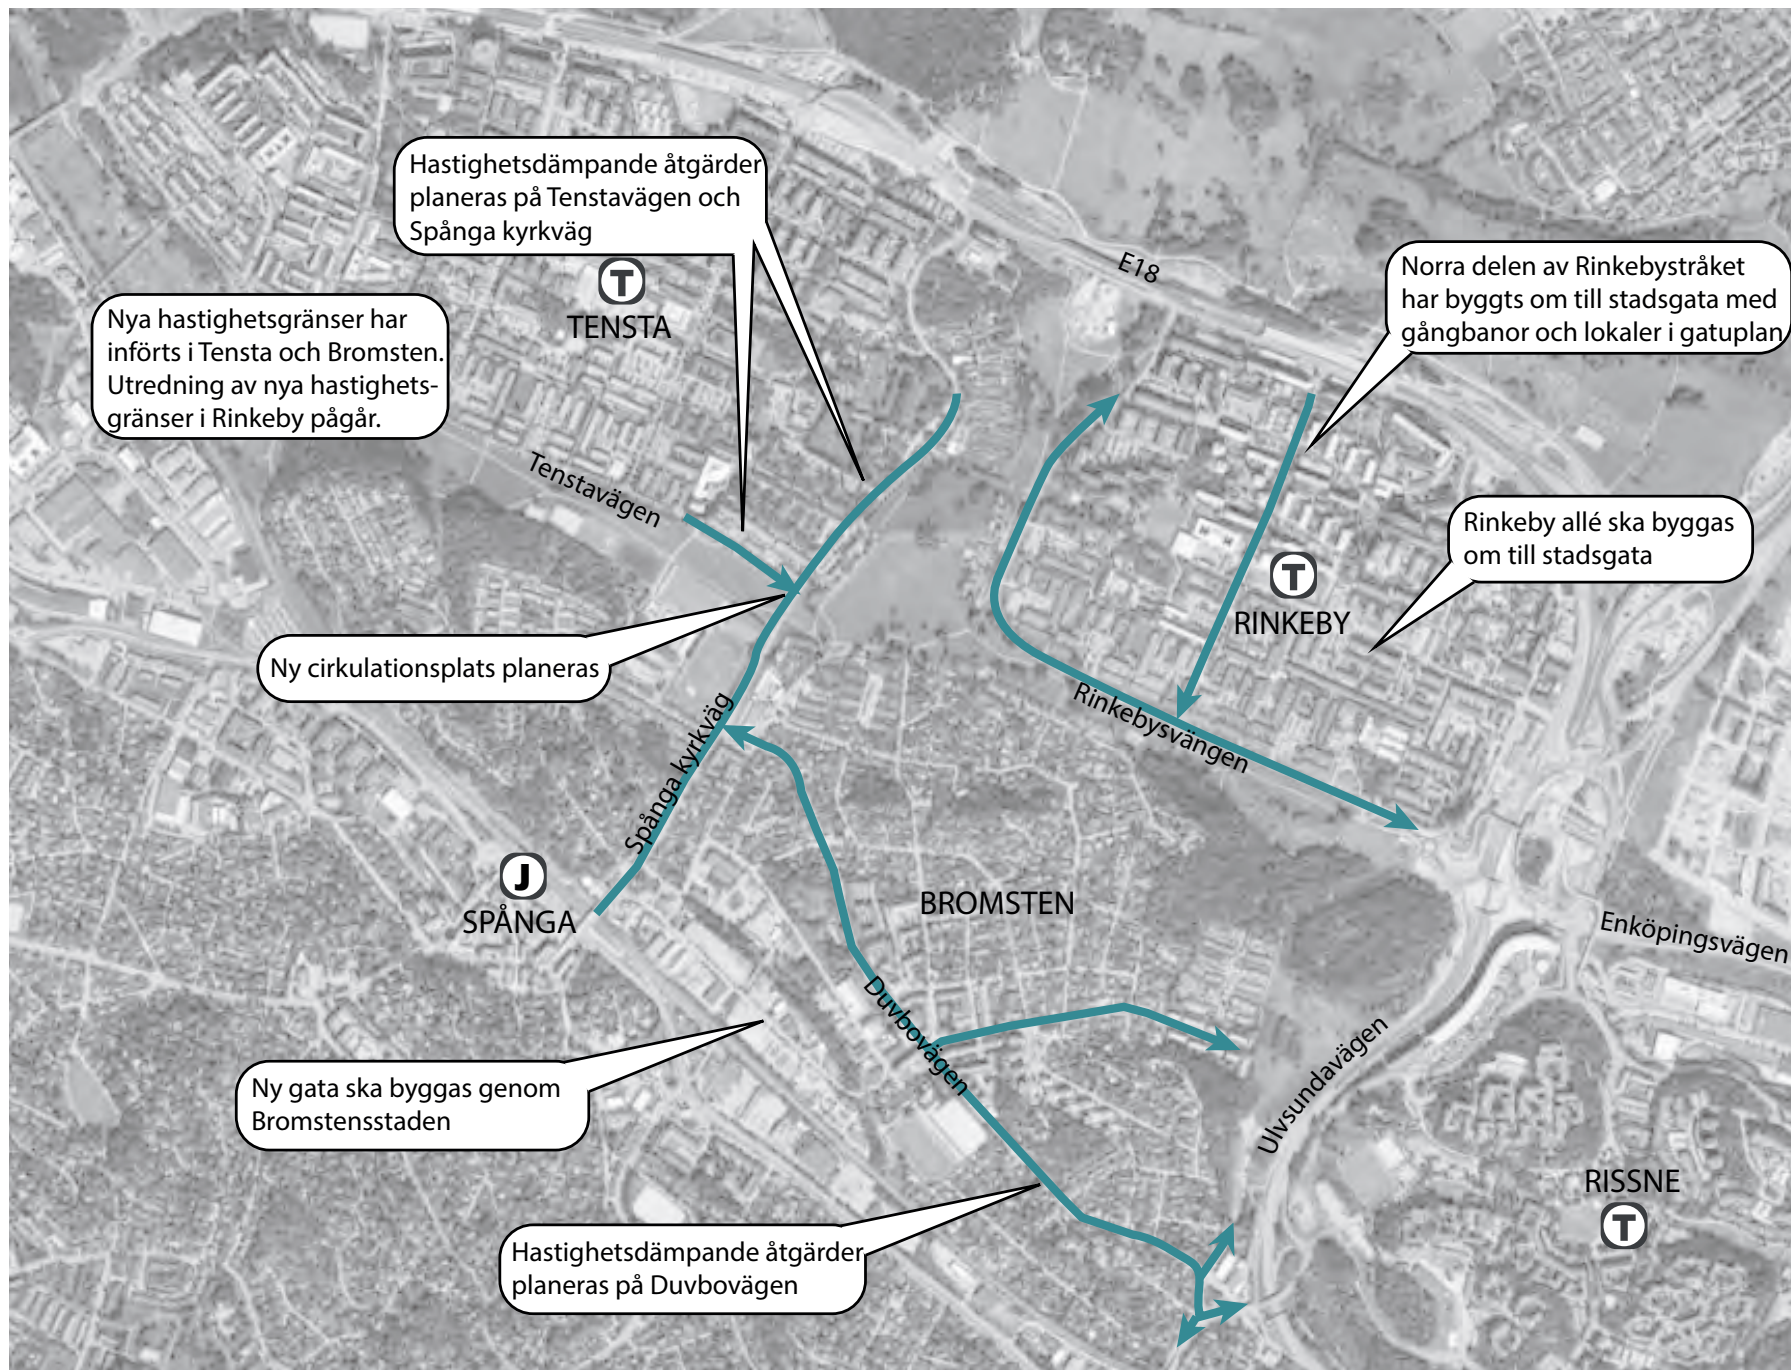 Hastighetsdämpande åtgärder
planeras på Tenstavägen och
Spånga kyrkväg
T
TENSTA
E18
Norra delen av Rinkebystråket
har byggts om till stadsgata med
gångbanor och lokaler i gatuplan
Nya hastighetsgränser har
införts i Tensta och Bromsten.
Utredning av nya hastighets-
gränser i Rinkeby pågår.
Tenstavägen
Rinkeby allé ska byggas
om till stadsgata
T
RINKEBY
Ny cirkulationsplats planeras
Rinkebysvängen
Spånga kyrkväg
J
SPÅNGA
BROMSTEN
Enköpingsvägen
Duvbovägen
Ulvsundavägen
Ny gata ska byggas genom
Bromstensstaden
RISSNE
T
Hastighetsdämpande åtgärder
planeras på Duvbovägen